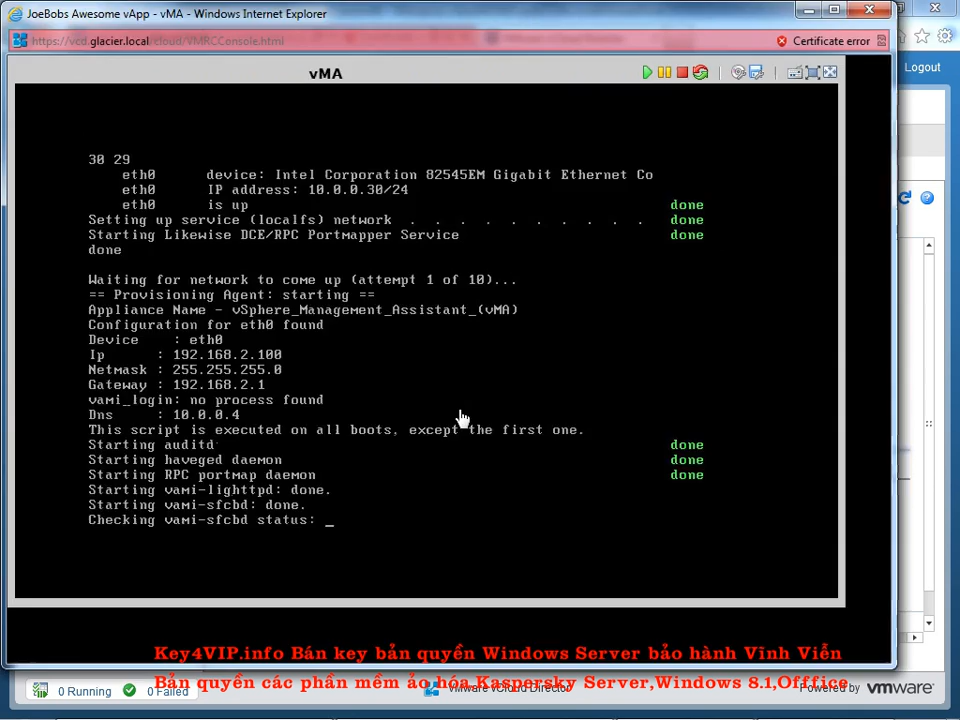 JoeBobs Awesome vApp - vMA - Windows Internet Explorer
https://vcd.glacier.local/cloud/VMRCConsole.html
Certificate error
Logout
vMA
30 29
eth0 device: Intel Corporation 82545EM Gigabit Ethernet Co
eth0 IP address: 10.0.0.30/24
eth0 is up done
Setting up service (localfs) network . . . . . . . . . . done
Starting Likewise DCE/RPC Portmapper Service done
done
Waiting for network to come up (attempt 1 of 10)...
== Provisioning Agent: starting ==
Appliance Name - vSphere_Management_Assistant_(vMA)
Configuration for eth0 found
Device : eth0
Ip : 192.168.2.100
Netmask : 255.255.255.0
Gateway : 192.168.2.1
vami_login: no process found
Dns : 10.0.0.4
This script is executed on all boots, except the first one.
Starting auditd done
Starting haveged daemon done
Starting RPC portmap daemon done
Starting vami-lighttpd: done.
Starting vami-sfcbd: done.
Checking vami-sfcbd status: _
Key4VIP.info Bán key bản quyền Windows Server bảo hành Vĩnh Viễn
Bản quyền các phần mềm ảo hóa,Kaspersky Server,Windows 8.1,Offfice
0 Running 0 Failed VMware vCloud Director Powered by vmware